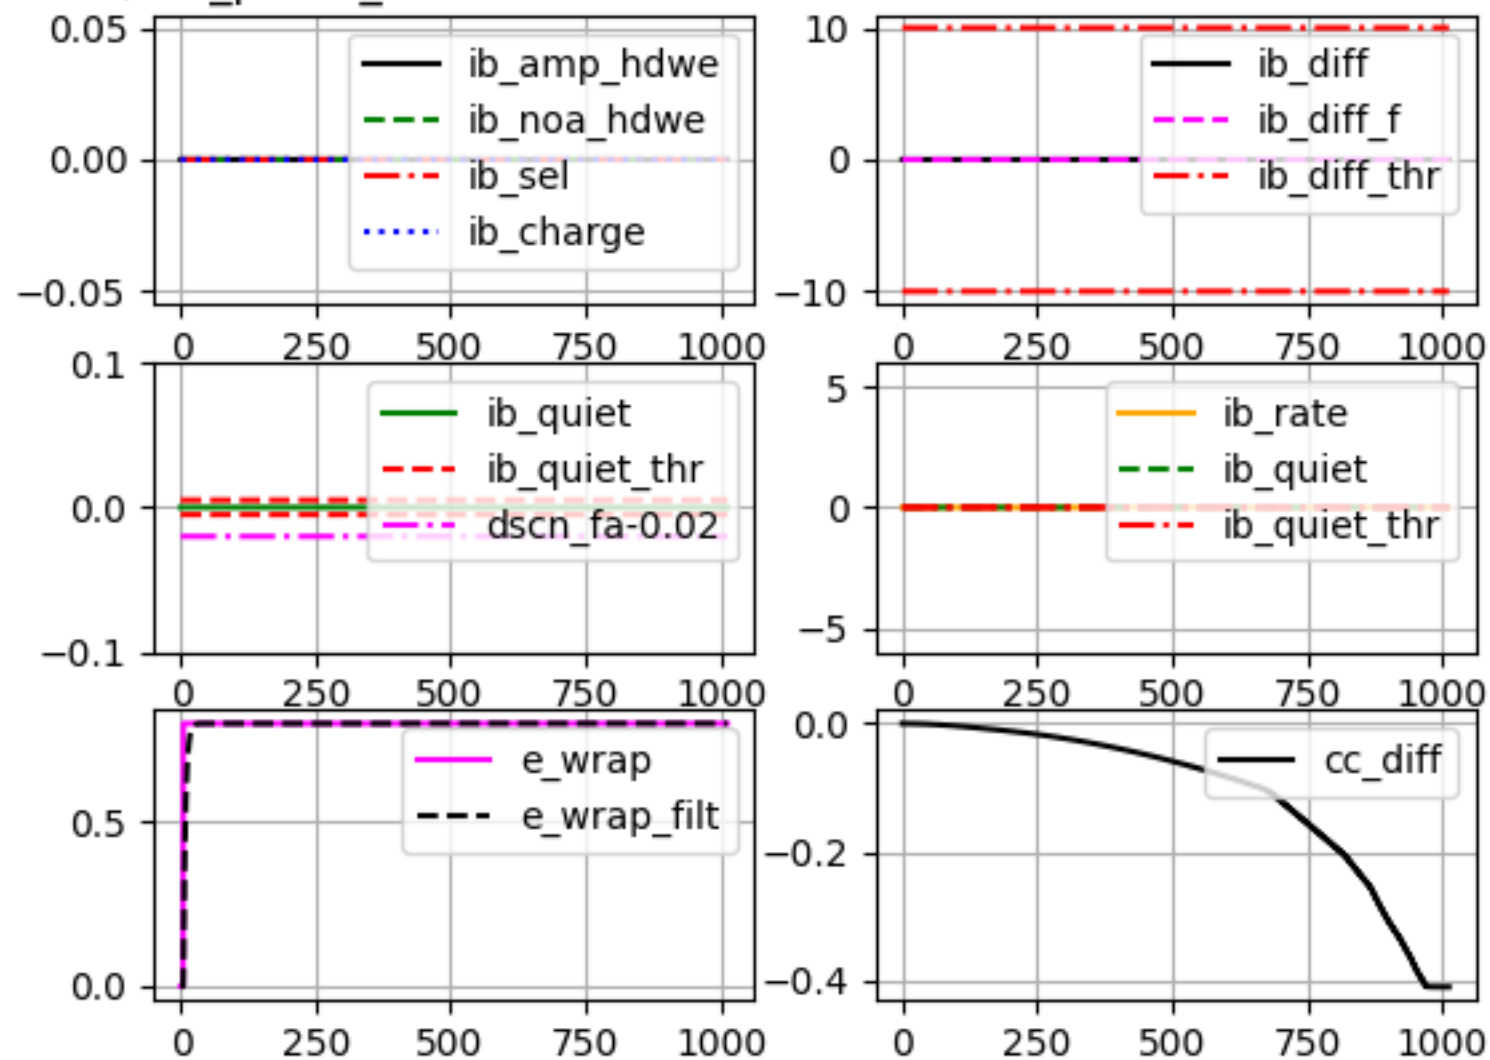 0.05
0.00
−0.05
ib_amp_hdwe
ib_noa_hdwe
ib_sel
ib_charge
0 250 500 750 1000
10
0
−10
ib_diff
ib_diff_f
ib_diff_thr
0 250 500 750 1000
0.1
0.0
−0.1
ib_quiet
ib_quiet_thr
dscn_fa-0.02
0 250 500 750 1000
5
0
−5
ib_rate
ib_quiet
ib_quiet_thr
0 250 500 750 1000
0.5
0.0
e_wrap
e_wrap_filt
0 250 500 750 1000
0.0
−0.2
−0.4
cc_diff
0 250 500 750 1000